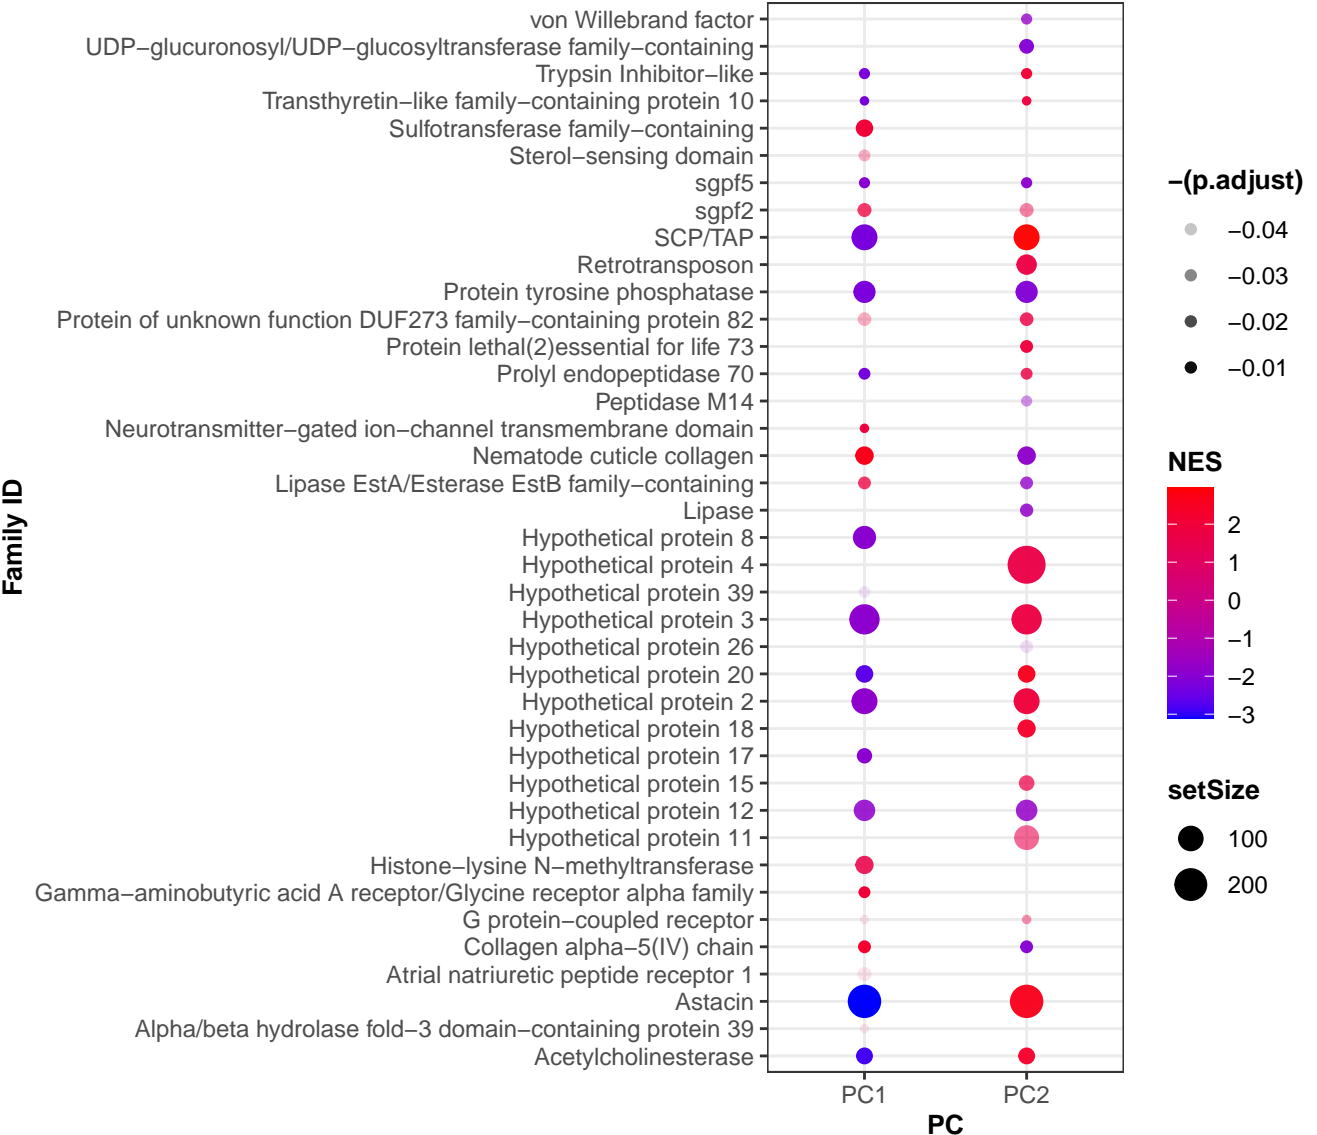 Family ID
von Willebrand factor
UDP−glucuronosyl/UDP−glucosyltransferase family−containing
Trypsin Inhibitor−like
Transthyretin−like family−containing protein 10
Sulfotransferase family−containing
Sterol−sensing domain
sgpf5
sgpf2
SCP/TAP
Retrotransposon
Protein tyrosine phosphatase
Protein of unknown function DUF273 family−containing protein 82
Protein lethal(2)essential for life 73
Prolyl endopeptidase 70
Peptidase M14
Neurotransmitter−gated ion−channel transmembrane domain
Nematode cuticle collagen
Lipase EstA/Esterase EstB family−containing
Lipase
Hypothetical protein 8
Hypothetical protein 4
Hypothetical protein 39
Hypothetical protein 3
Hypothetical protein 26
Hypothetical protein 20
Hypothetical protein 2
Hypothetical protein 18
Hypothetical protein 17
Hypothetical protein 15
Hypothetical protein 12
Hypothetical protein 11
Histone−lysine N−methyltransferase
Gamma−aminobutyric acid A receptor/Glycine receptor alpha family
G protein−coupled receptor
Collagen alpha−5(IV) chain
Atrial natriuretic peptide receptor 1
Astacin
Alpha/beta hydrolase fold−3 domain−containing protein 39
Acetylcholinesterase
PC1 PC2
PC
−(p.adjust)
−0.04
−0.03
−0.02
−0.01
NES
2
1
0
−1
−2
−3
setSize
100
200